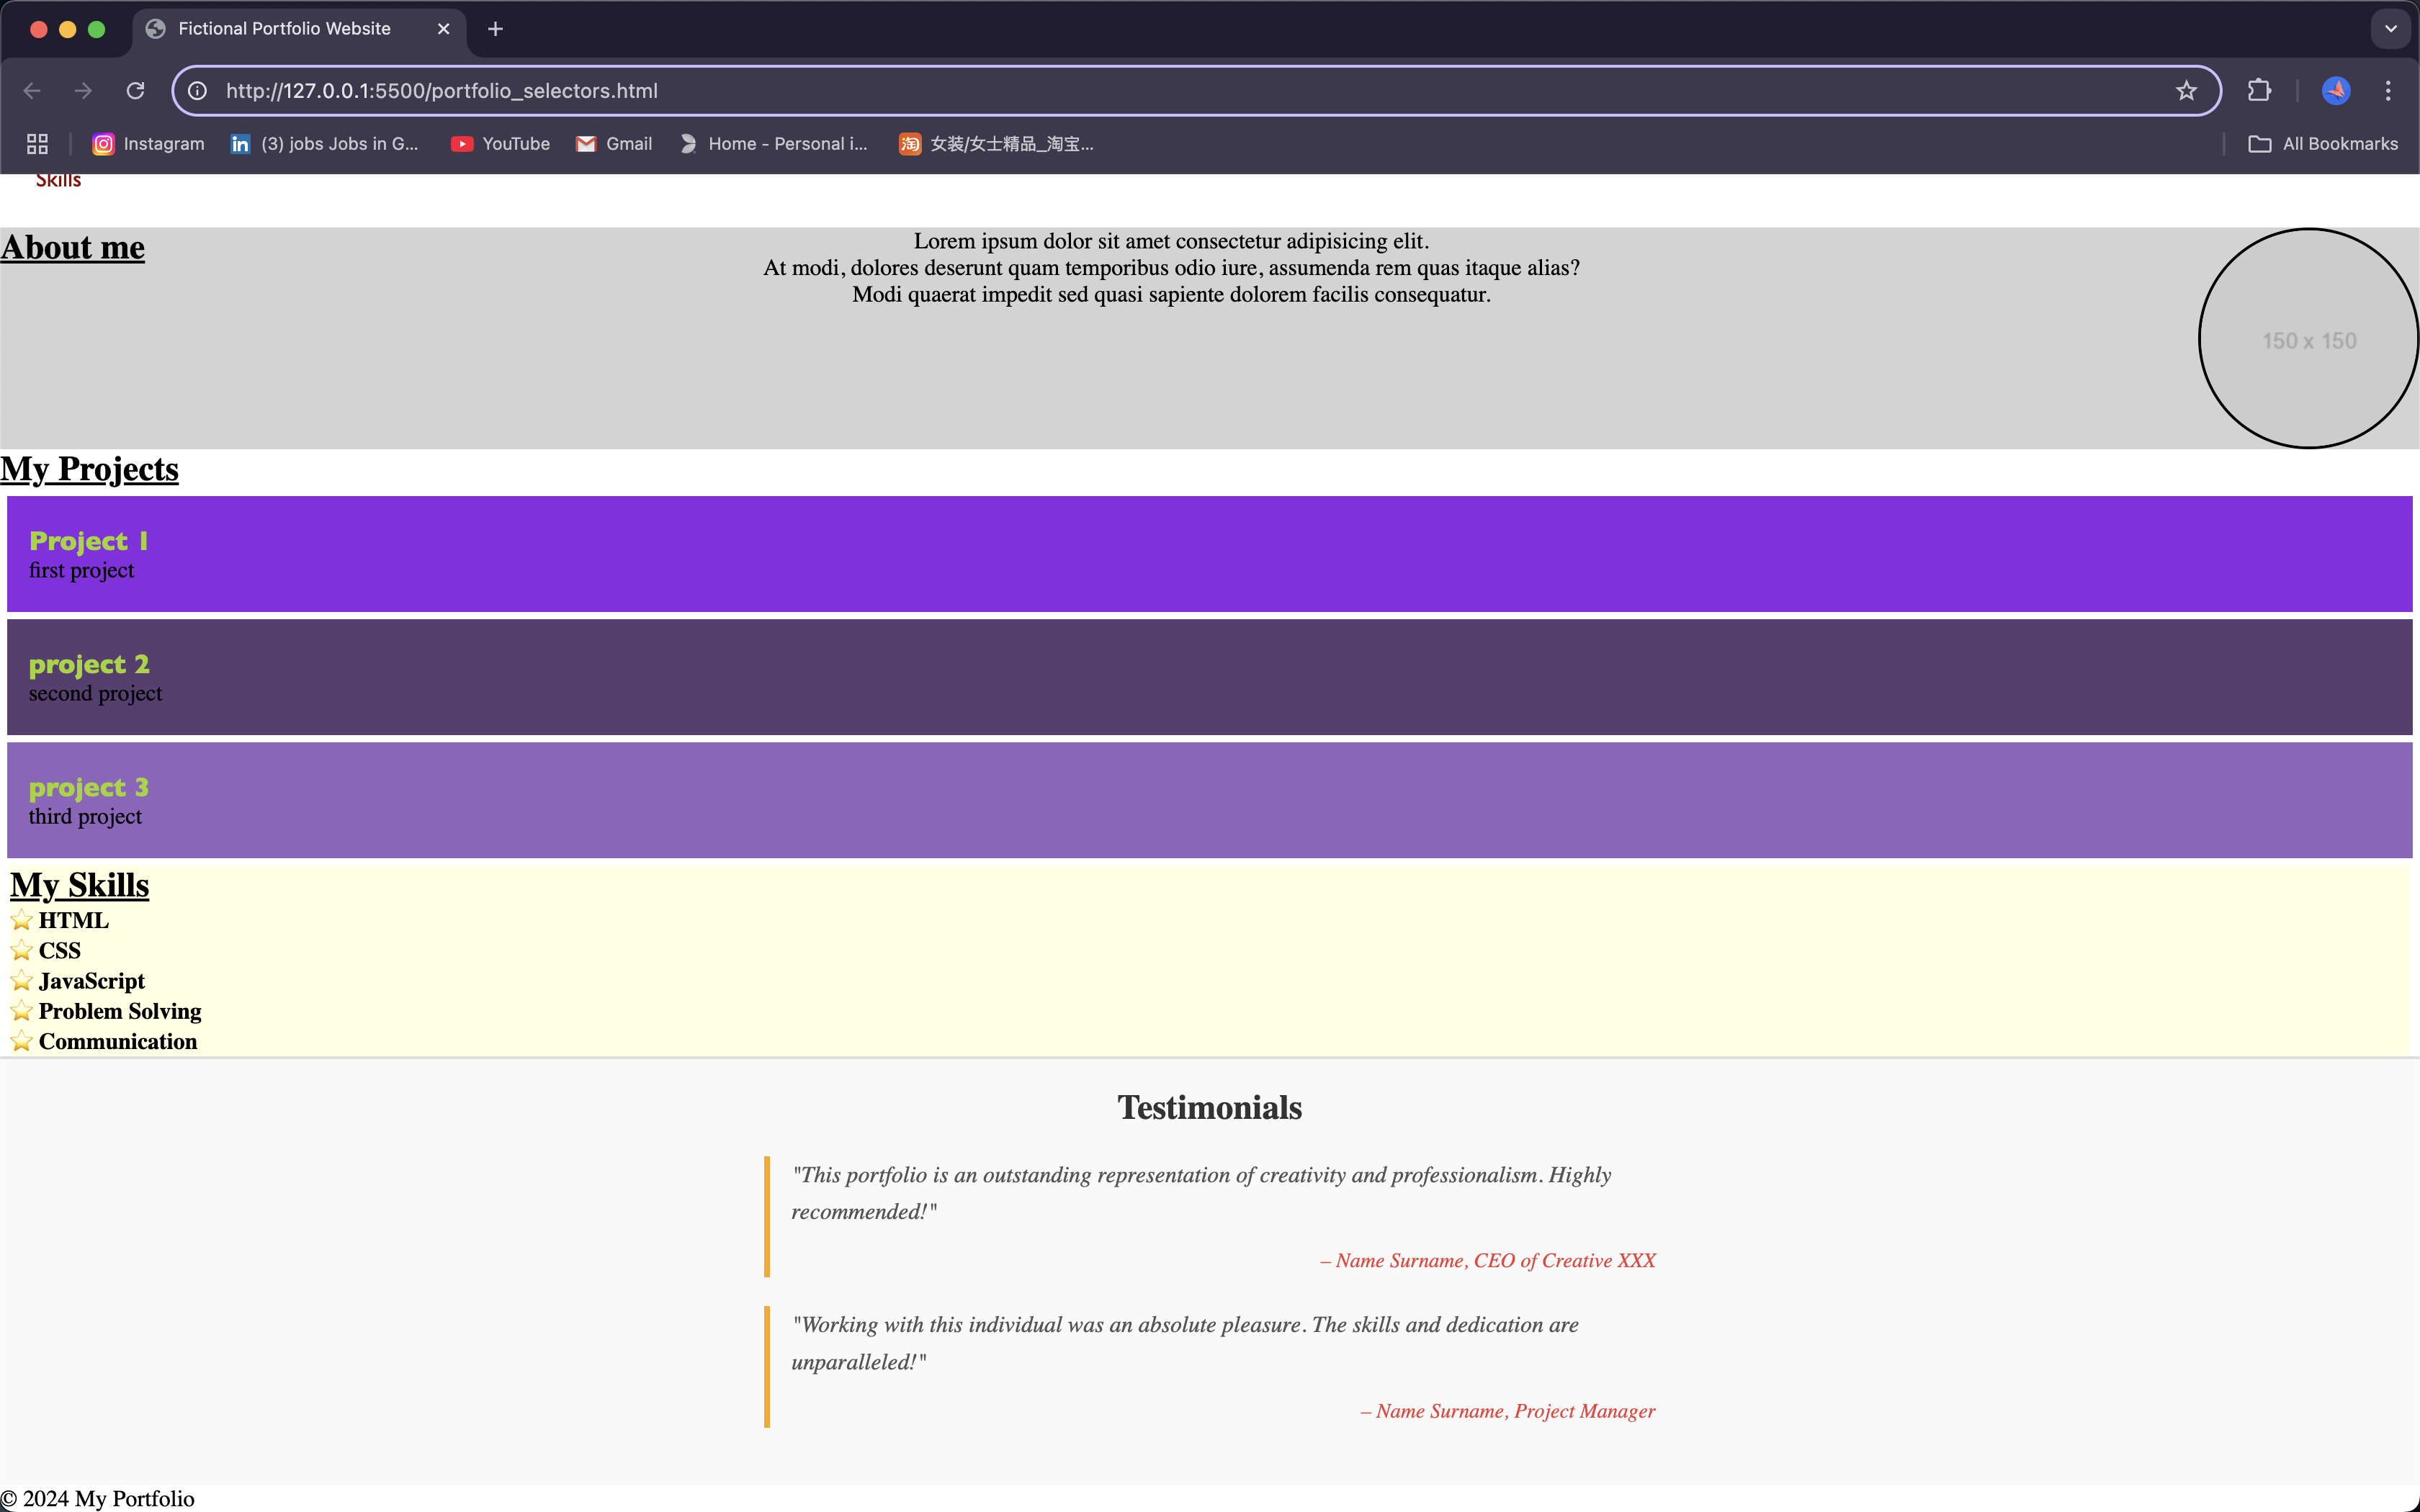 Fictional Portfolio Website
http://127.0.0.1:5500/portfolio_selectors.html
Instagram
(3) jobs Jobs in G...
YouTube
Gmail
Home - Personal i...
淘
女装/女士精品_淘宝...
All Bookmarks
Skills
About me
Lorem ipsum dolor sit amet consectetur adipisicing elit.
At modi, dolores deserunt quam temporibus odio iure, assumenda rem quas itaque alias?
Modi quaerat impedit sed quasi sapiente dolorem facilis consequatur.
150 x 150
My Projects
Project 1
first project
project 2
second project
project 3
third project
My Skills
⭐ HTML
⭐ CSS
⭐ JavaScript
⭐ Problem Solving
⭐ Communication
Testimonials
"This portfolio is an outstanding representation of creativity and professionalism. Highly
recommended!"
– Name Surname, CEO of Creative XXX
"Working with this individual was an absolute pleasure. The skills and dedication are
unparalleled!"
– Name Surname, Project Manager
© 2024 My Portfolio